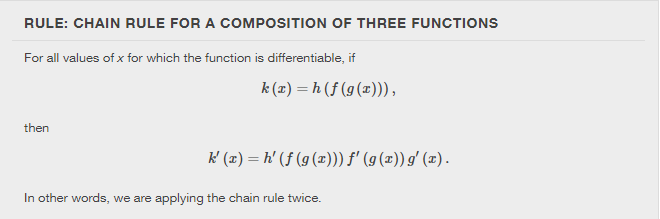 RULE: CHAIN RULE FOR A COMPOSITION OF THREE FUNCTIONS
For all values of x for which the function is differentiable, if
k (x) = h (f (g (x))) ,
then
k′ (x) = h′ (f (g (x))) f′ (g (x)) g′ (x) .
In other words, we are applying the chain rule twice.